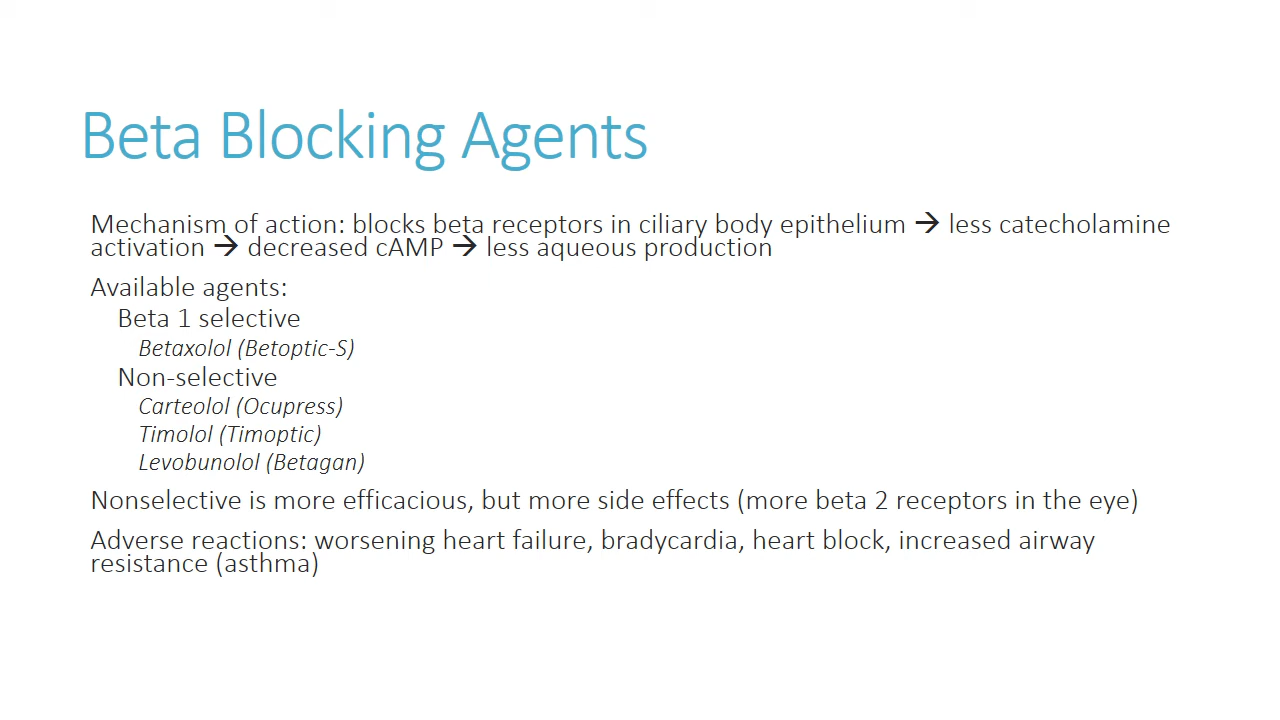 Beta Blocking Agents
Mechanism of action: blocks beta receptors in ciliary body epithelium → less catecholamine
activation → decreased cAMP → less aqueous production
Available agents:
Beta 1 selective
Betaxolol (Betoptic-S)
Non-selective
Carteolol (Ocupress)
Timolol (Timoptic)
Levobunolol (Betagan)
Nonselective is more efficacious, but more side effects (more beta 2 receptors in the eye)
Adverse reactions: worsening heart failure, bradycardia, heart block, increased airway
resistance (asthma)